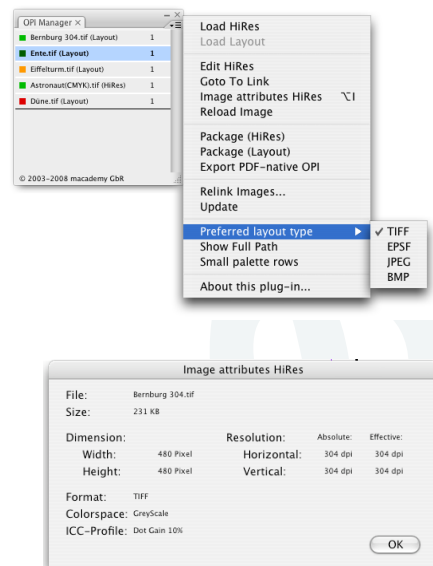 OPI Manager ×
Bernburg 304.tif (Layout) 1
Ente.tif (Layout) 1
Eiffelturm.tif (Layout) 1
Astronaut(CMYK).tif (HiRes) 1
Düne.tif (Layout) 1
© 2003–2008 macademy GbR
Load HiRes
Load Layout
Edit HiRes
Goto To Link
Image attributes HiRes ⌥I
Reload Image
Package (HiRes)
Package (Layout)
Export PDF-native OPI
Relink Images...
Update
Preferred layout type ▶
Show Full Path
Small palette rows
About this plug-in...
✓ TIFF
EPSF
JPEG
BMP
Image attributes HiRes
File: Bernburg 304.tif
Size: 231 KB
Dimension: Resolution: Absolute: Effective:
Width: 480 Pixel Horizontal: 304 dpi 304 dpi
Height: 480 Pixel Vertical: 304 dpi 304 dpi
Format: TIFF
Colorspace: GreyScale
ICC-Profile: Dot Gain 10%
OK